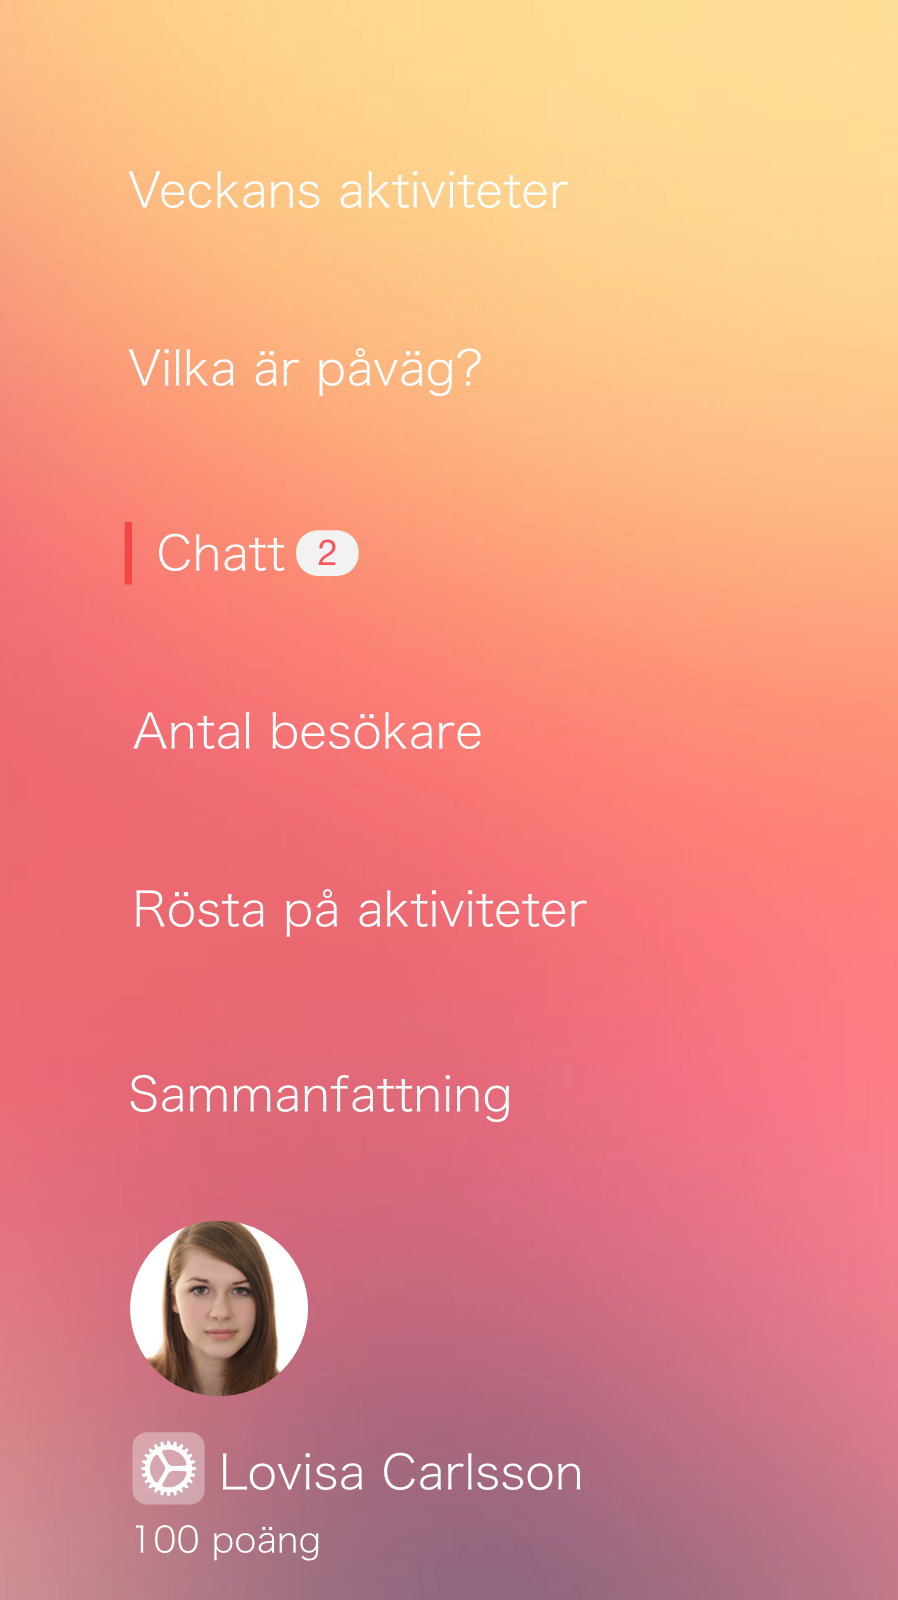 Veckans aktiviteter
Vilka är påväg?
Chatt 2
Antal besökare
Rösta på aktiviteter
Sammanfattning
Lovisa Carlsson
100 poäng